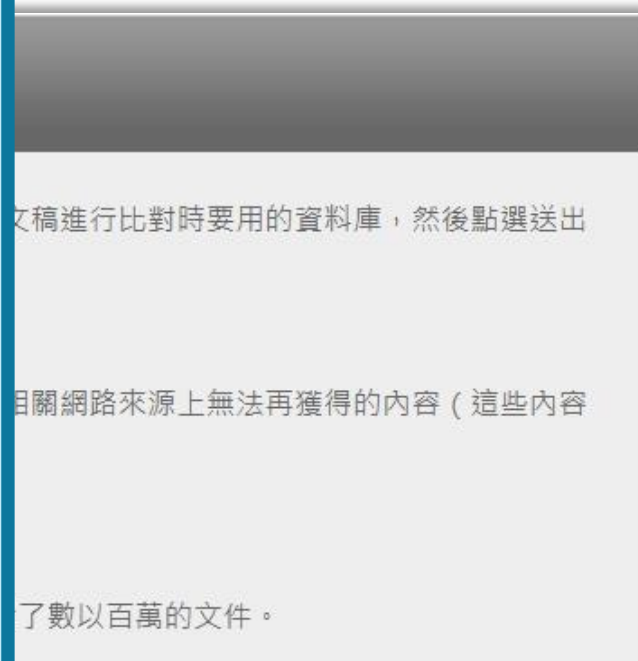 文稿進行比對時要用的資料庫，然後點選送出
相關網路來源上無法再獲得的內容（這些內容
了數以百萬的文件。